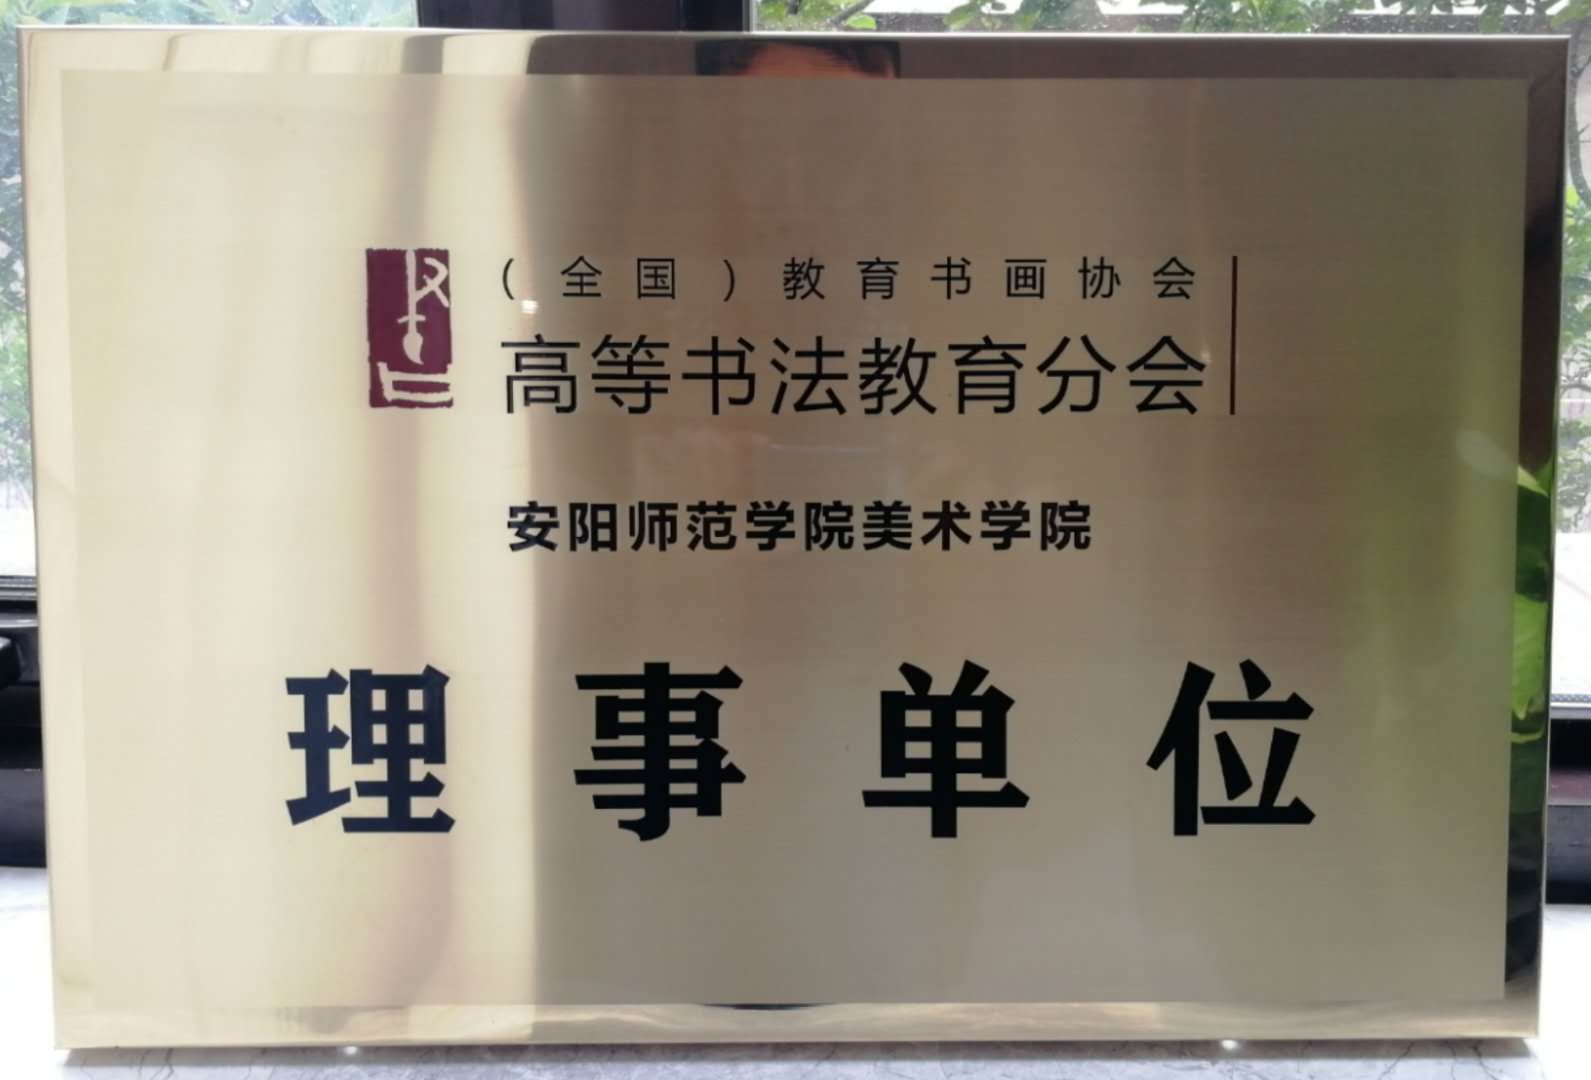 （全国）教育书画协会
高等书法教育分会
安阳师范学院美术学院
理事单位